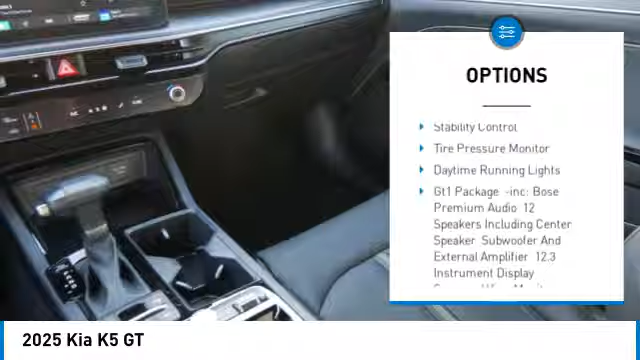 OPTIONS
Stability Control
Tire Pressure Monitor
Daytime Running Lights
Gt1 Package -inc: Bose
Premium Audio 12
Speakers Including Center
Speaker Subwoofer And
External Amplifier 12.3
Instrument Display
2025 Kia K5 GT